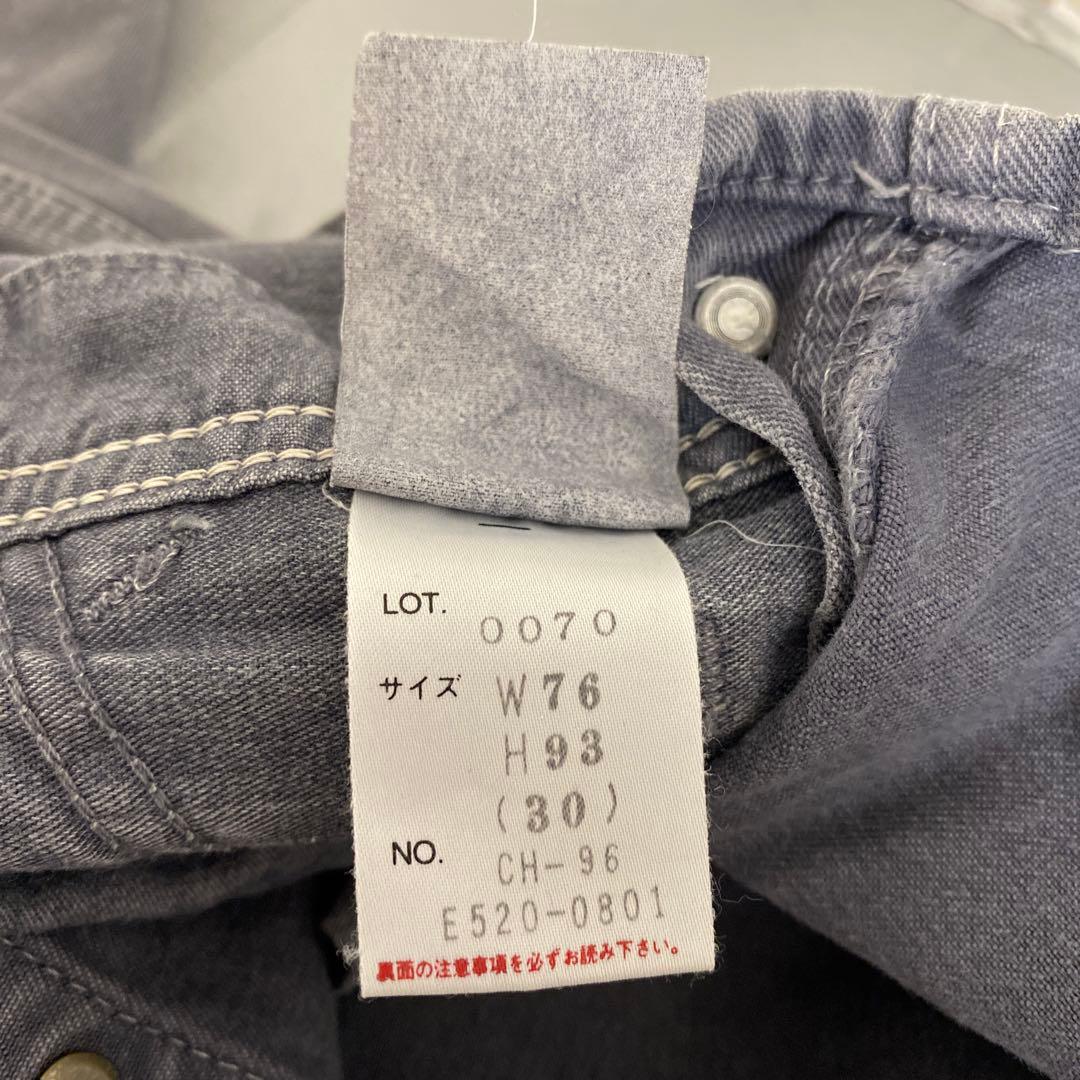 LOT. 0070
サイズ W76
H93
(30)
NO. CH-96
E520-0801
裏面の注意事項を必ずお読み下さい。